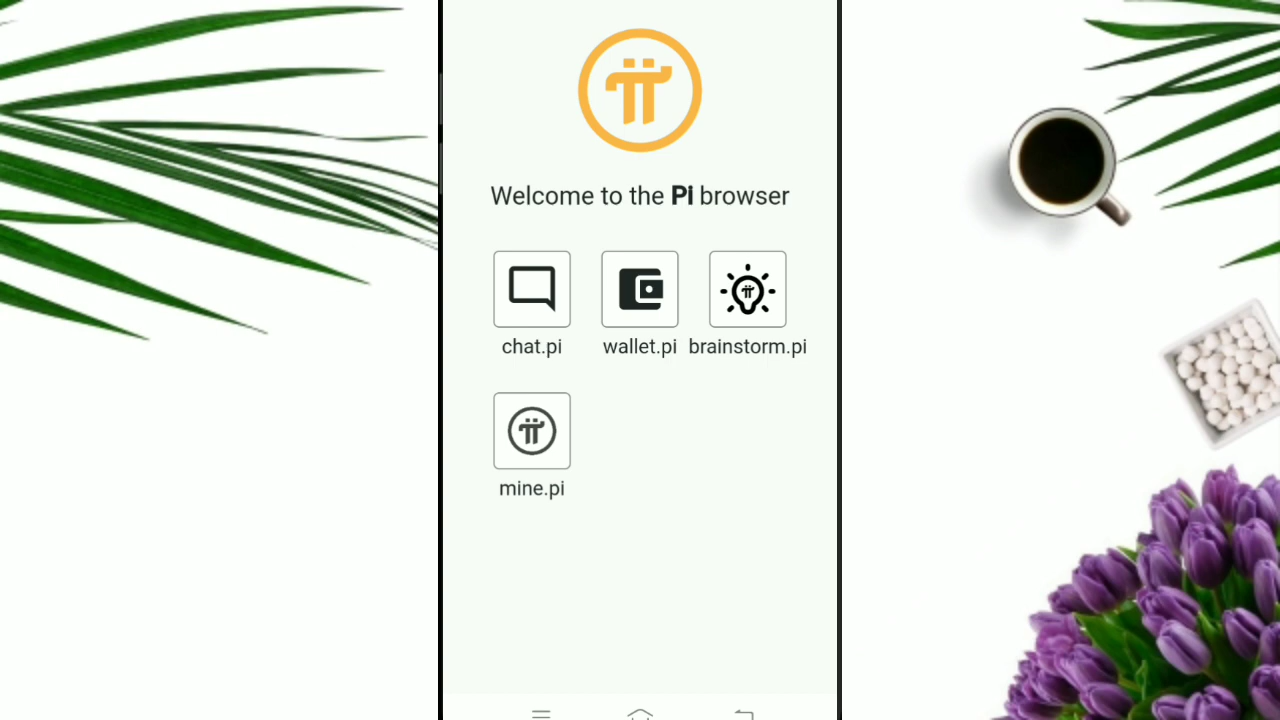 Welcome to the Pi browser
chat.pi
wallet.pi
brainstorm.pi
mine.pi